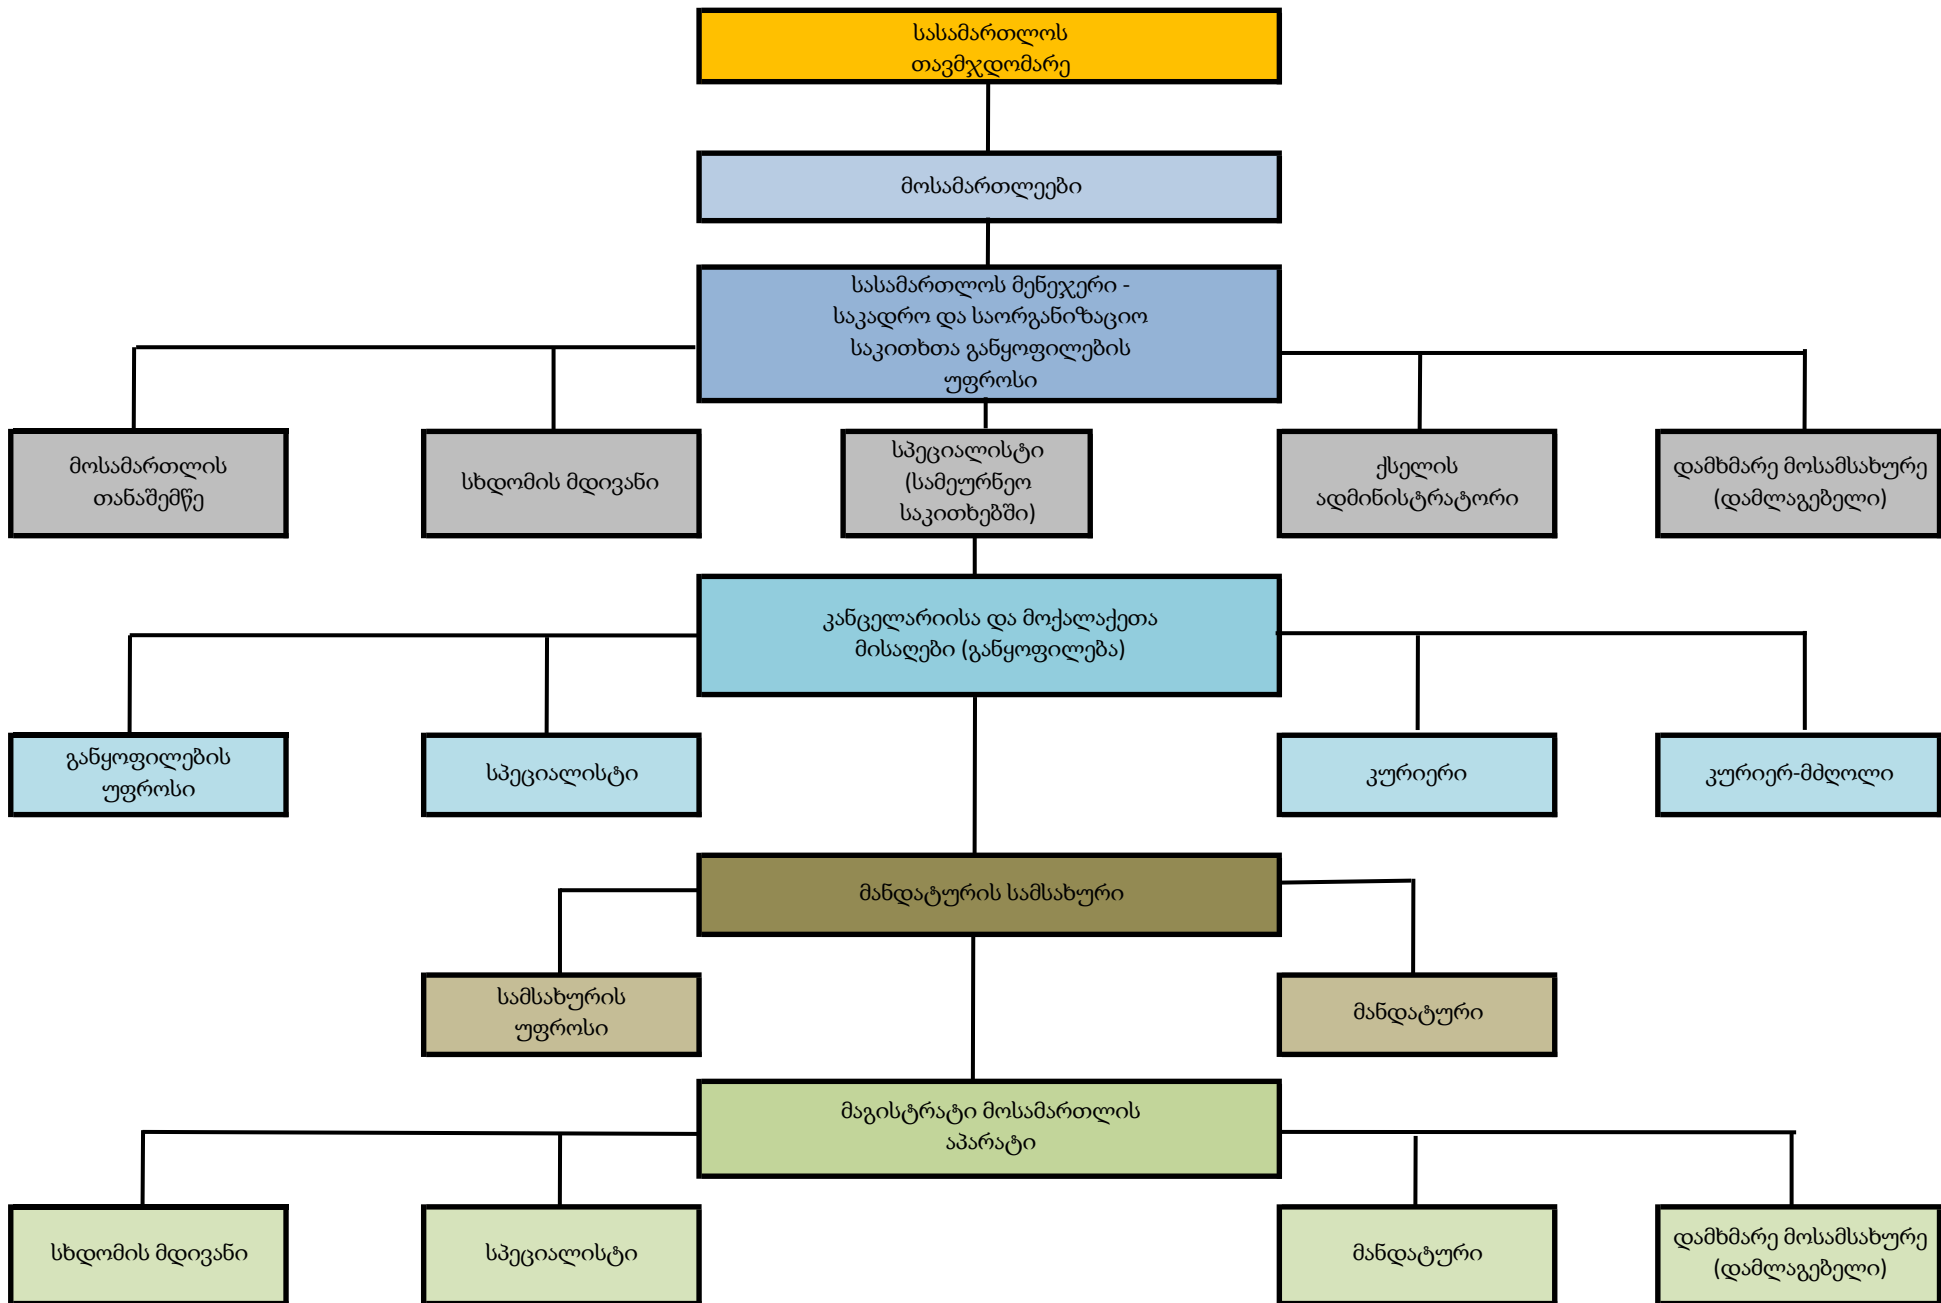 სასამართლოს
თავმჯდომარე
მოსამართლეები
სასამართლოს მენეჯერი -
საკადრო და საორგანიზაციო
საკითხთა განყოფილების
უფროსი
მოსამართლის
თანაშემწე
სხდომის მდივანი
სპეციალისტი
(სამეურნეო
საკითხებში)
ქსელის
ადმინისტრატორი
დამხმარე მოსამსახურე
(დამლაგებელი)
კანცელარიისა და მოქალაქეთა
მისაღები (განყოფილება)
განყოფილების
უფროსი
სპეციალისტი
კურიერი
კურიერ-მძღოლი
მანდატურის სამსახური
სამსახურის
უფროსი
მანდატური
მაგისტრატი მოსამართლის
აპარატი
სხდომის მდივანი
სპეციალისტი
მანდატური
დამხმარე მოსამსახურე
(დამლაგებელი)